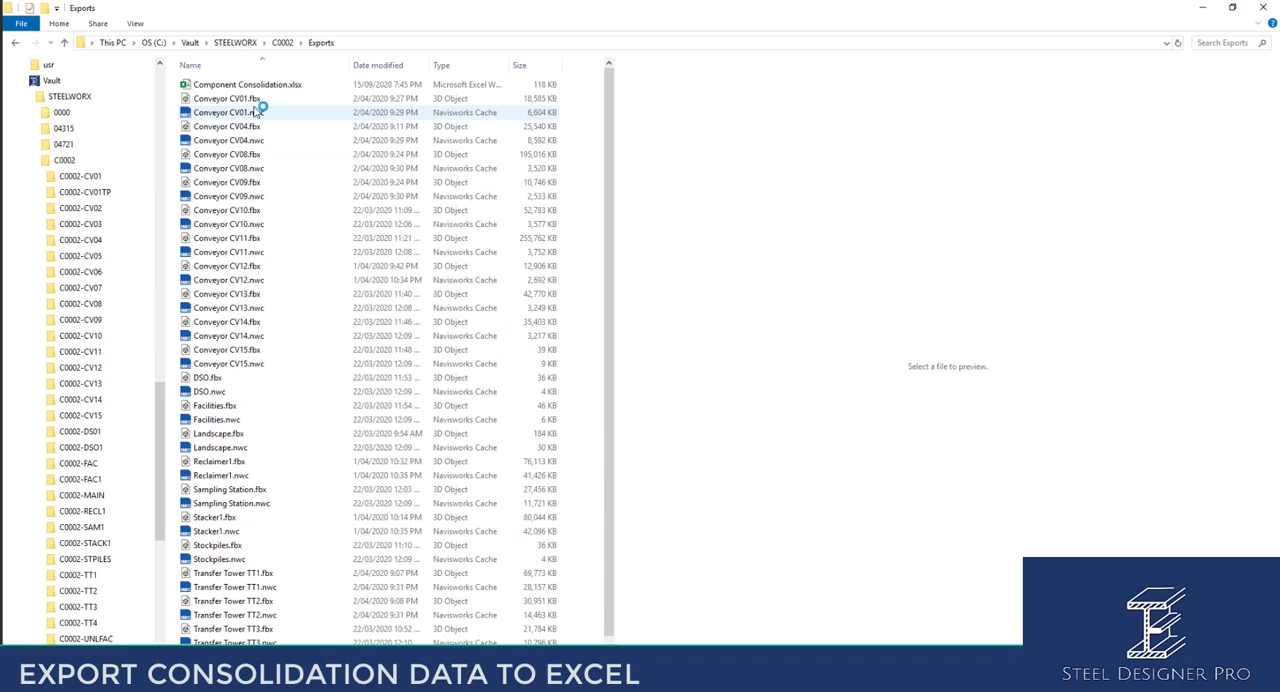 Exports
File Home Share View
This PC > OS (C:) > Vault > STEELWORX > C0002 > Exports
Search Exports
Name Date modified Type Size
usr
Vault
STEELWORX
0000
04315
04721
C0002
C0002-CV01
C0002-CV01TP
C0002-CV02
C0002-CV03
C0002-CV04
C0002-CV05
C0002-CV06
C0002-CV07
C0002-CV08
C0002-CV09
C0002-CV10
C0002-CV11
C0002-CV12
C0002-CV13
C0002-CV14
C0002-CV15
C0002-DS01
C0002-DSO1
C0002-FAC
C0002-FAC1
C0002-MAIN
C0002-RECL1
C0002-SAM1
C0002-STACK1
C0002-STPILES
C0002-TT1
C0002-TT2
C0002-TT3
C0002-TT4
C0002-UNLFAC
Component Consolidation.xlsx 15/09/2020 7:45 PM Microsoft Excel W... 118 KB
Conveyor CV01.fbx 2/04/2020 9:27 PM 3D Object 18,585 KB
Conveyor CV01. 2/04/2020 9:29 PM Navisworks Cache 6,604 KB
Conveyor CV04.fbx 2/04/2020 9:11 PM 3D Object 25,540 KB
Conveyor CV04.nwc 2/04/2020 9:29 PM Navisworks Cache 8,592 KB
Conveyor CV08.fbx 2/04/2020 9:24 PM 3D Object 195,016 KB
Conveyor CV08.nwc 2/04/2020 9:30 PM Navisworks Cache 3,520 KB
Conveyor CV09.fbx 2/04/2020 9:24 PM 3D Object 10,746 KB
Conveyor CV09.nwc 2/04/2020 9:30 PM Navisworks Cache 2,533 KB
Conveyor CV10.fbx 22/03/2020 11:09 ... 3D Object 52,783 KB
Conveyor CV10.nwc 22/03/2020 12:06 ... Navisworks Cache 3,577 KB
Conveyor CV11.fbx 22/03/2020 11:21 ... 3D Object 255,762 KB
Conveyor CV11.nwc 22/03/2020 12:08 ... Navisworks Cache 3,752 KB
Conveyor CV12.fbx 1/04/2020 9:42 PM 3D Object 12,906 KB
Conveyor CV12.nwc 1/04/2020 10:34 PM Navisworks Cache 2,692 KB
Conveyor CV13.fbx 22/03/2020 11:40 ... 3D Object 42,770 KB
Conveyor CV13.nwc 22/03/2020 12:08 ... Navisworks Cache 3,249 KB
Conveyor CV14.fbx 22/03/2020 11:46 ... 3D Object 35,403 KB
Conveyor CV14.nwc 22/03/2020 12:09 ... Navisworks Cache 3,217 KB
Conveyor CV15.fbx 22/03/2020 11:48 ... 3D Object 39 KB
Conveyor CV15.nwc 22/03/2020 12:09 ... Navisworks Cache 9 KB
DSO.fbx 22/03/2020 11:53 ... 3D Object 36 KB
DSO.nwc 22/03/2020 12:09 ... Navisworks Cache 4 KB
Facilities.fbx 22/03/2020 11:54 ... 3D Object 46 KB
Facilities.nwc 22/03/2020 12:09 ... Navisworks Cache 6 KB
Landscape.fbx 22/03/2020 9:54 AM 3D Object 184 KB
Landscape.nwc 22/03/2020 12:09 ... Navisworks Cache 30 KB
Reclaimer1.fbx 1/04/2020 10:32 PM 3D Object 76,113 KB
Reclaimer1.nwc 1/04/2020 10:35 PM Navisworks Cache 41,426 KB
Sampling Station.fbx 22/03/2020 12:03 ... 3D Object 27,456 KB
Sampling Station.nwc 22/03/2020 12:09 ... Navisworks Cache 11,721 KB
Stacker1.fbx 1/04/2020 10:14 PM 3D Object 80,044 KB
Stacker1.nwc 1/04/2020 10:35 PM Navisworks Cache 42,096 KB
Stockpiles.fbx 22/03/2020 11:10 ... 3D Object 36 KB
Stockpiles.nwc 22/03/2020 12:09 ... Navisworks Cache 4 KB
Transfer Tower TT1.fbx 2/04/2020 9:07 PM 3D Object 69,773 KB
Transfer Tower TT1.nwc 2/04/2020 9:31 PM Navisworks Cache 28,157 KB
Transfer Tower TT2.fbx 2/04/2020 9:08 PM 3D Object 30,951 KB
Transfer Tower TT2.nwc 2/04/2020 9:31 PM Navisworks Cache 14,463 KB
Transfer Tower TT3.fbx 22/03/2020 10:52 ... 3D Object 21,784 KB
Transfer Tower TT3.nwc 22/03/2020 12:10 ... Navisworks Cache 10,796 KB
Select a file to preview.
EXPORT CONSOLIDATION DATA TO EXCEL
STEEL DESIGNER PRO